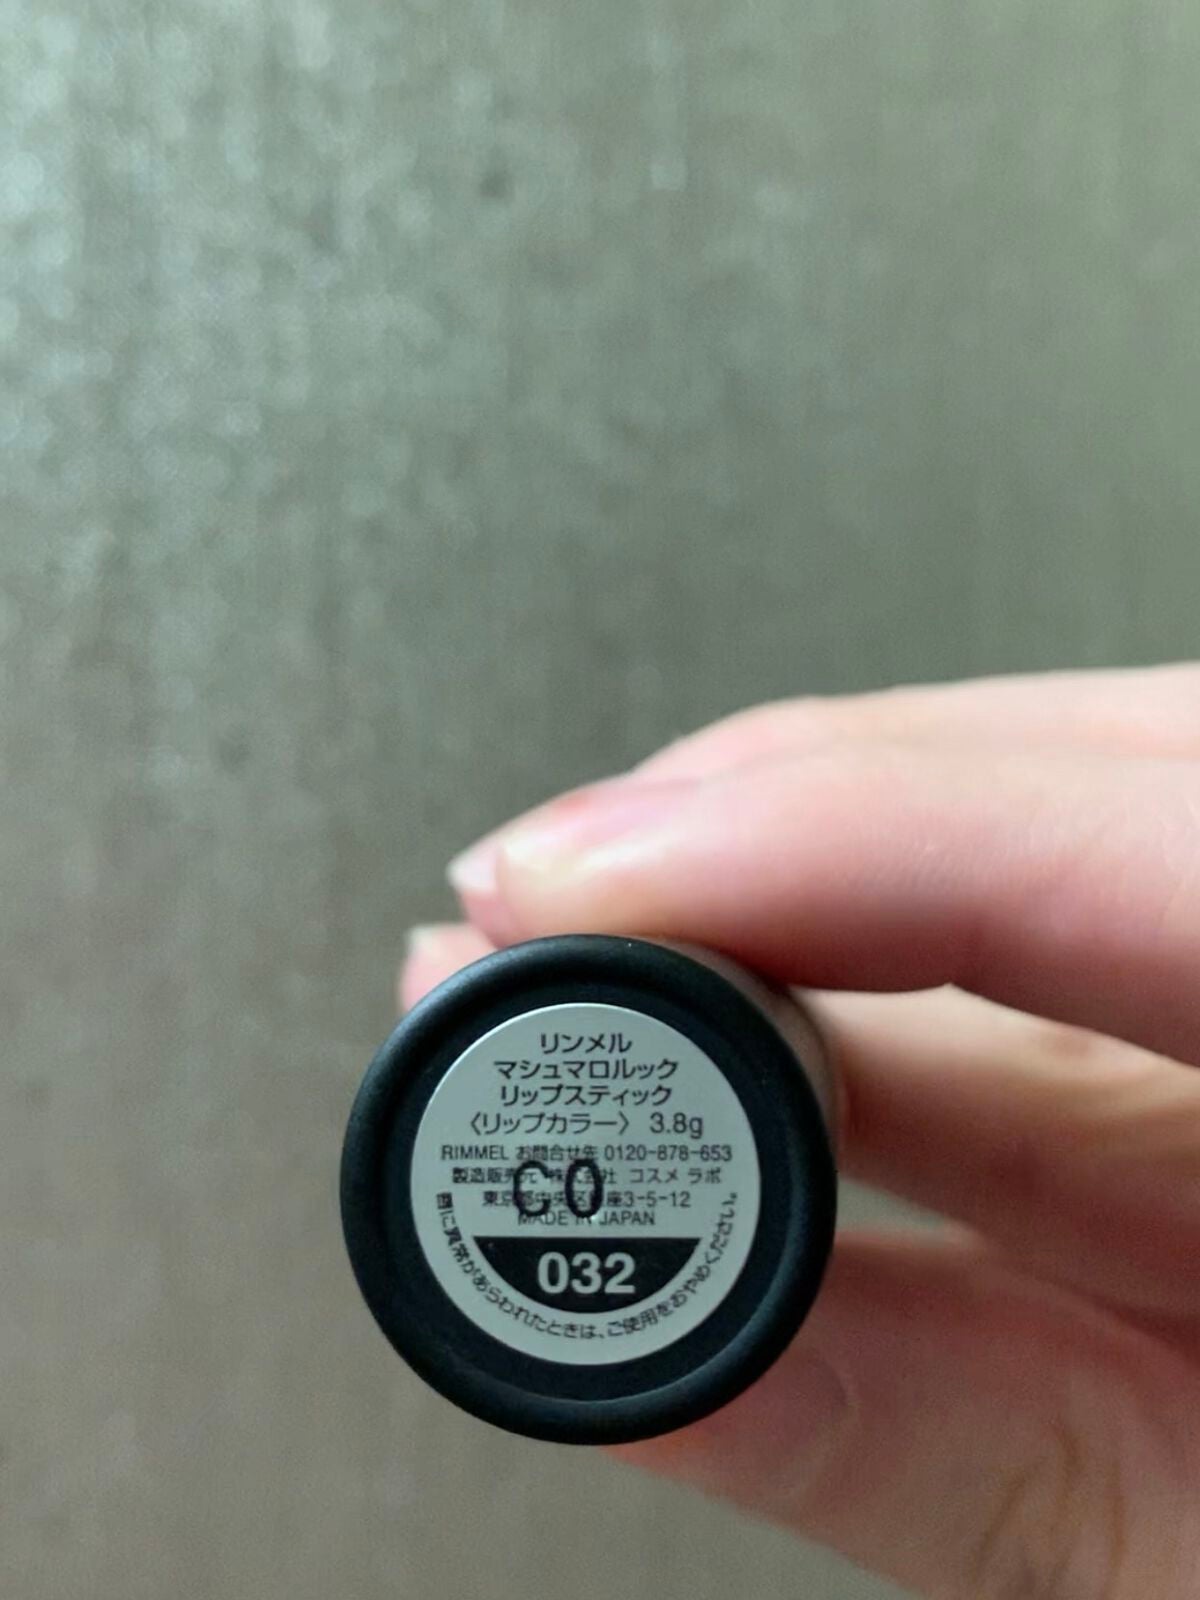 リンメル
マシュマロルック
リップスティック
〈リップカラー〉 3.8g
RIMMEL お問合せ先 0120-878-653
製造販売元 株式会社 コスメ ラボ
東京都中央区銀座3-5-12
MADE IN JAPAN
C0
032
に異常があらわれたときは、ご使用をおやめください。